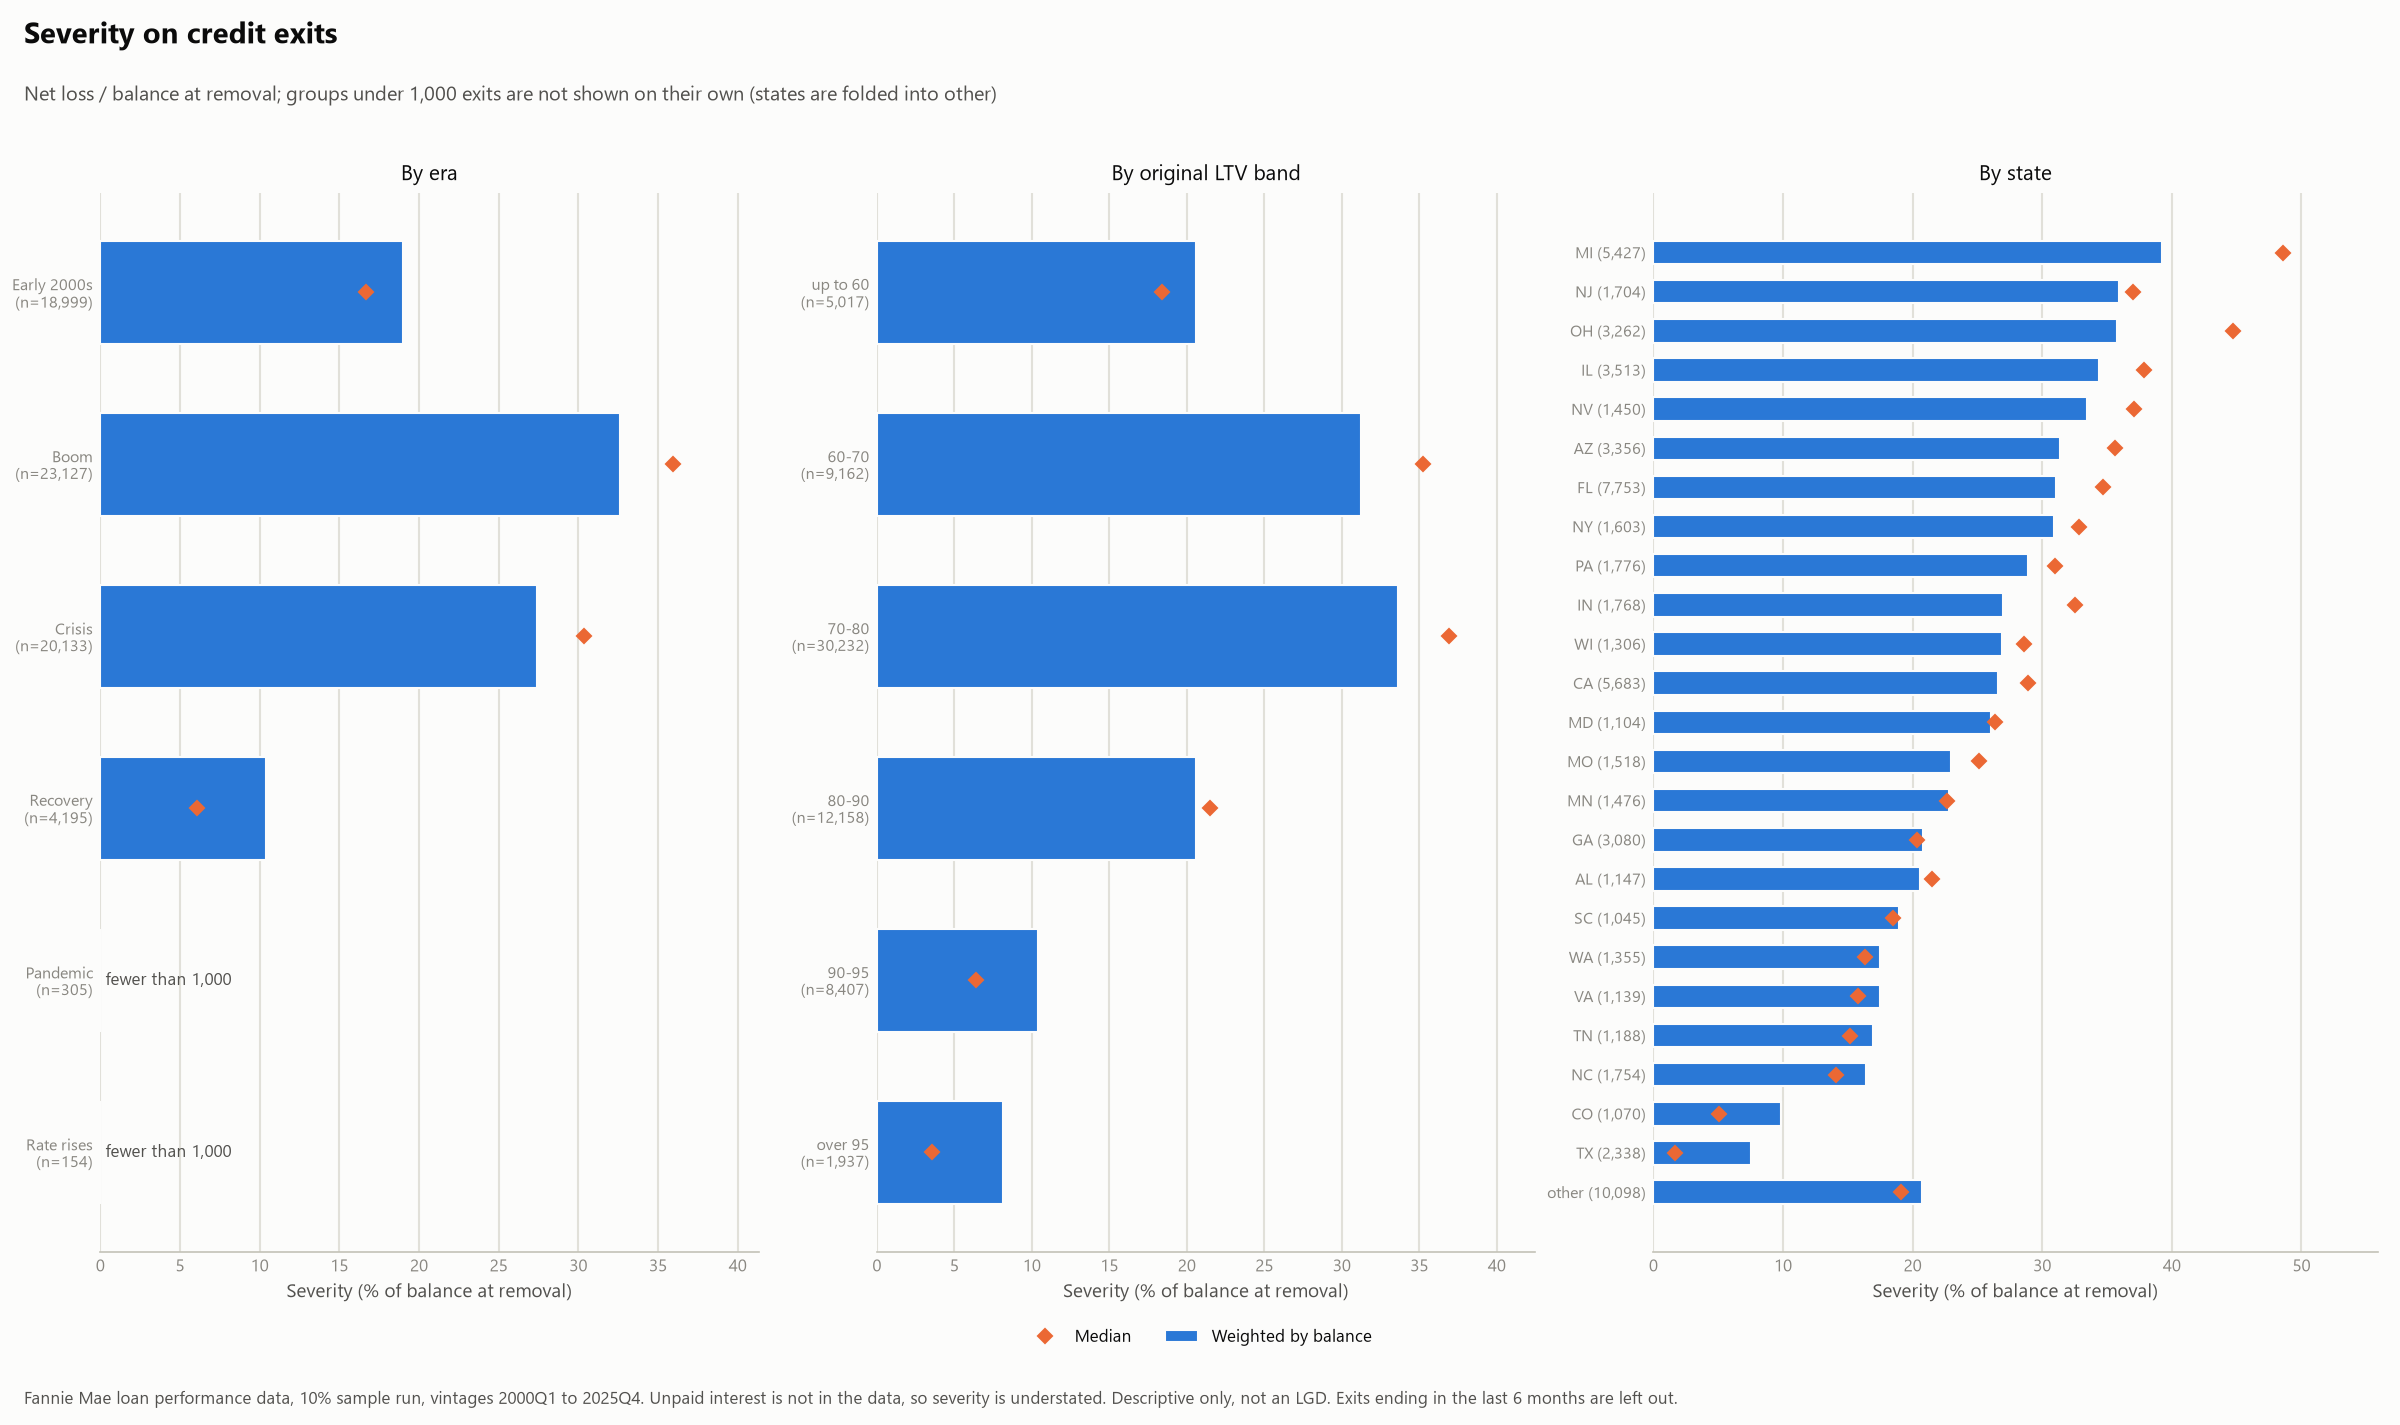 Severity on credit exits
Net loss / balance at removal; groups under 1,000 exits are not shown on their own (states are folded into other)
By era
Early 2000s
(n=18,999)
Boom
(n=23,127)
Crisis
(n=20,133)
Recovery
(n=4,195)
Pandemic
(n=305)
fewer than 1,000
Rate rises
(n=154)
fewer than 1,000
0 5 10 15 20 25 30 35 40
Severity (% of balance at removal)
By original LTV band
up to 60
(n=5,017)
60-70
(n=9,162)
70-80
(n=30,232)
80-90
(n=12,158)
90-95
(n=8,407)
over 95
(n=1,937)
0 5 10 15 20 25 30 35 40
Severity (% of balance at removal)
By state
MI (5,427)
NJ (1,704)
OH (3,262)
IL (3,513)
NV (1,450)
AZ (3,356)
FL (7,753)
NY (1,603)
PA (1,776)
IN (1,768)
WI (1,306)
CA (5,683)
MD (1,104)
MO (1,518)
MN (1,476)
GA (3,080)
AL (1,147)
SC (1,045)
WA (1,355)
VA (1,139)
TN (1,188)
NC (1,754)
CO (1,070)
TX (2,338)
other (10,098)
0 10 20 30 40 50
Severity (% of balance at removal)
Median
Weighted by balance
Fannie Mae loan performance data, 10% sample run, vintages 2000Q1 to 2025Q4. Unpaid interest is not in the data, so severity is understated. Descriptive only, not an LGD. Exits ending in the last 6 months are left out.